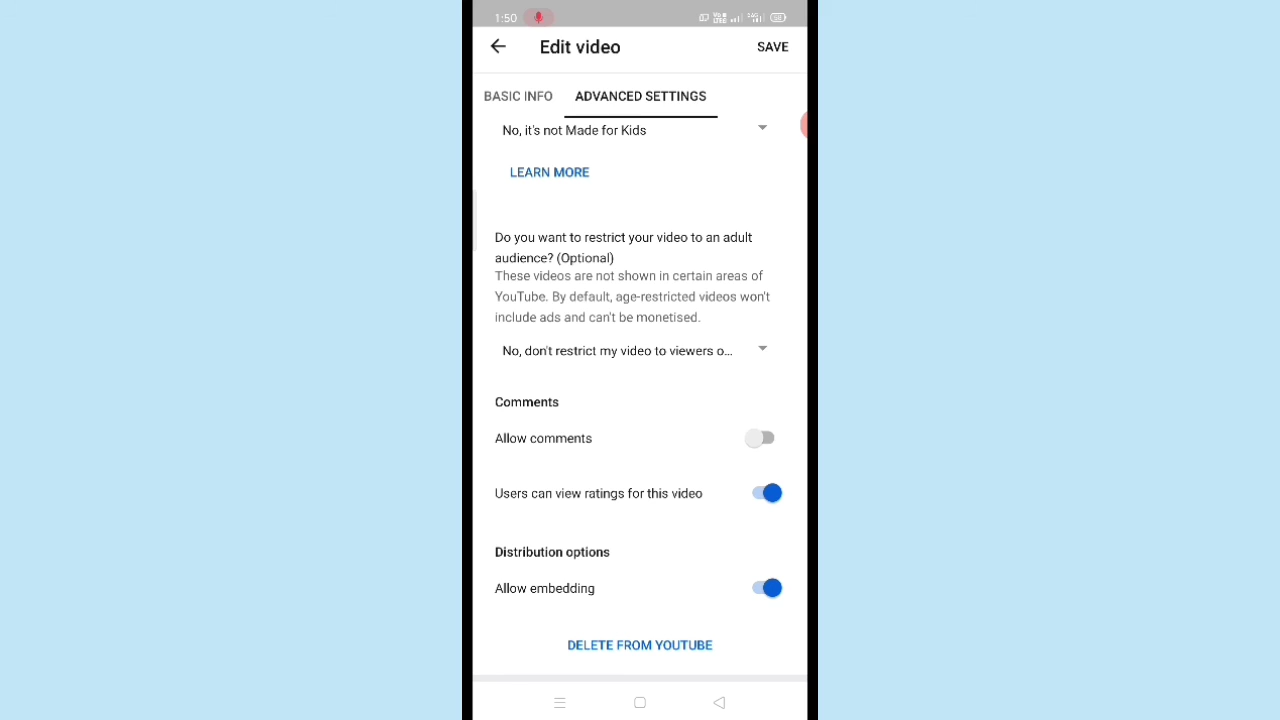 1:50
Edit video
SAVE
BASIC INFO
ADVANCED SETTINGS
No, it's not Made for Kids
LEARN MORE
Do you want to restrict your video to an adult
audience? (Optional)
These videos are not shown in certain areas of
YouTube. By default, age-restricted videos won't
include ads and can't be monetised.
No, don't restrict my video to viewers o...
Comments
Allow comments
Users can view ratings for this video
Distribution options
Allow embedding
DELETE FROM YOUTUBE